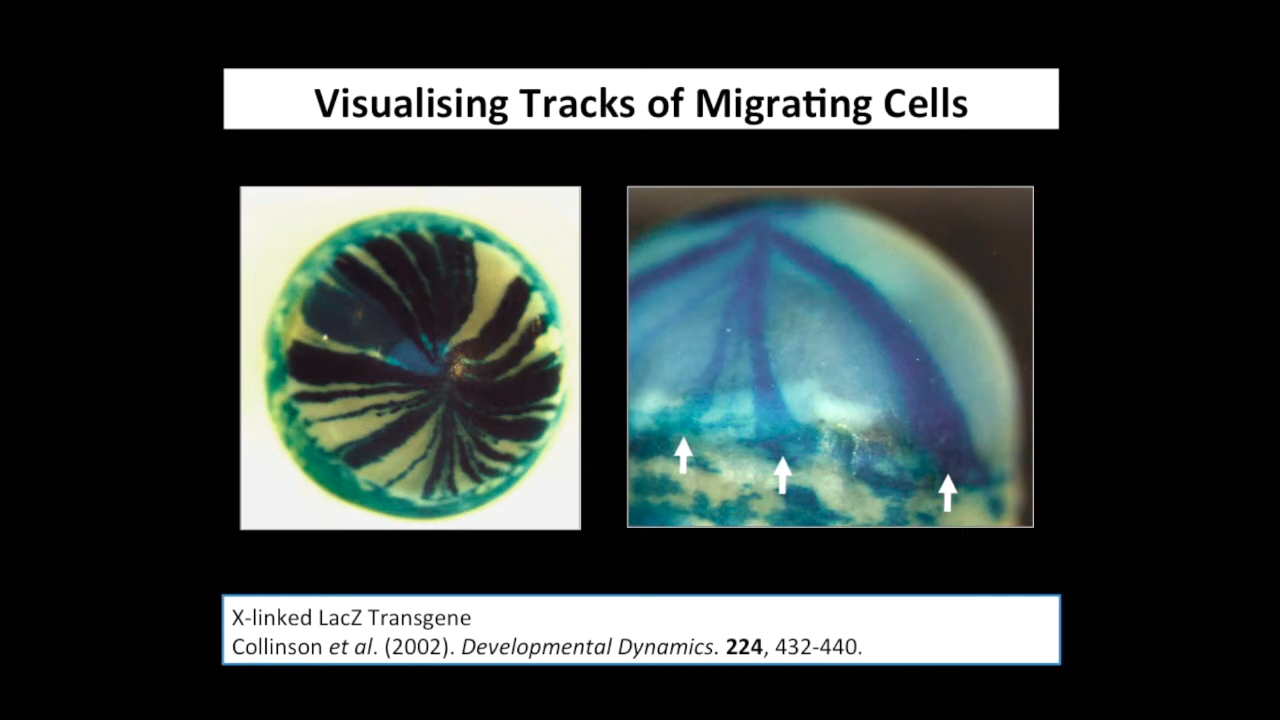 Visualising Tracks of Migrating Cells
X-linked LacZ Transgene
Collinson et al. (2002). Developmental Dynamics. 224, 432-440.